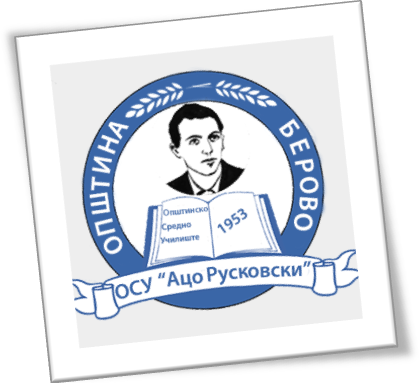 ОПШТИНА БЕРОВО
Општинско
Средно
Училиште
1953
ОСУ “Ацо Русковски”